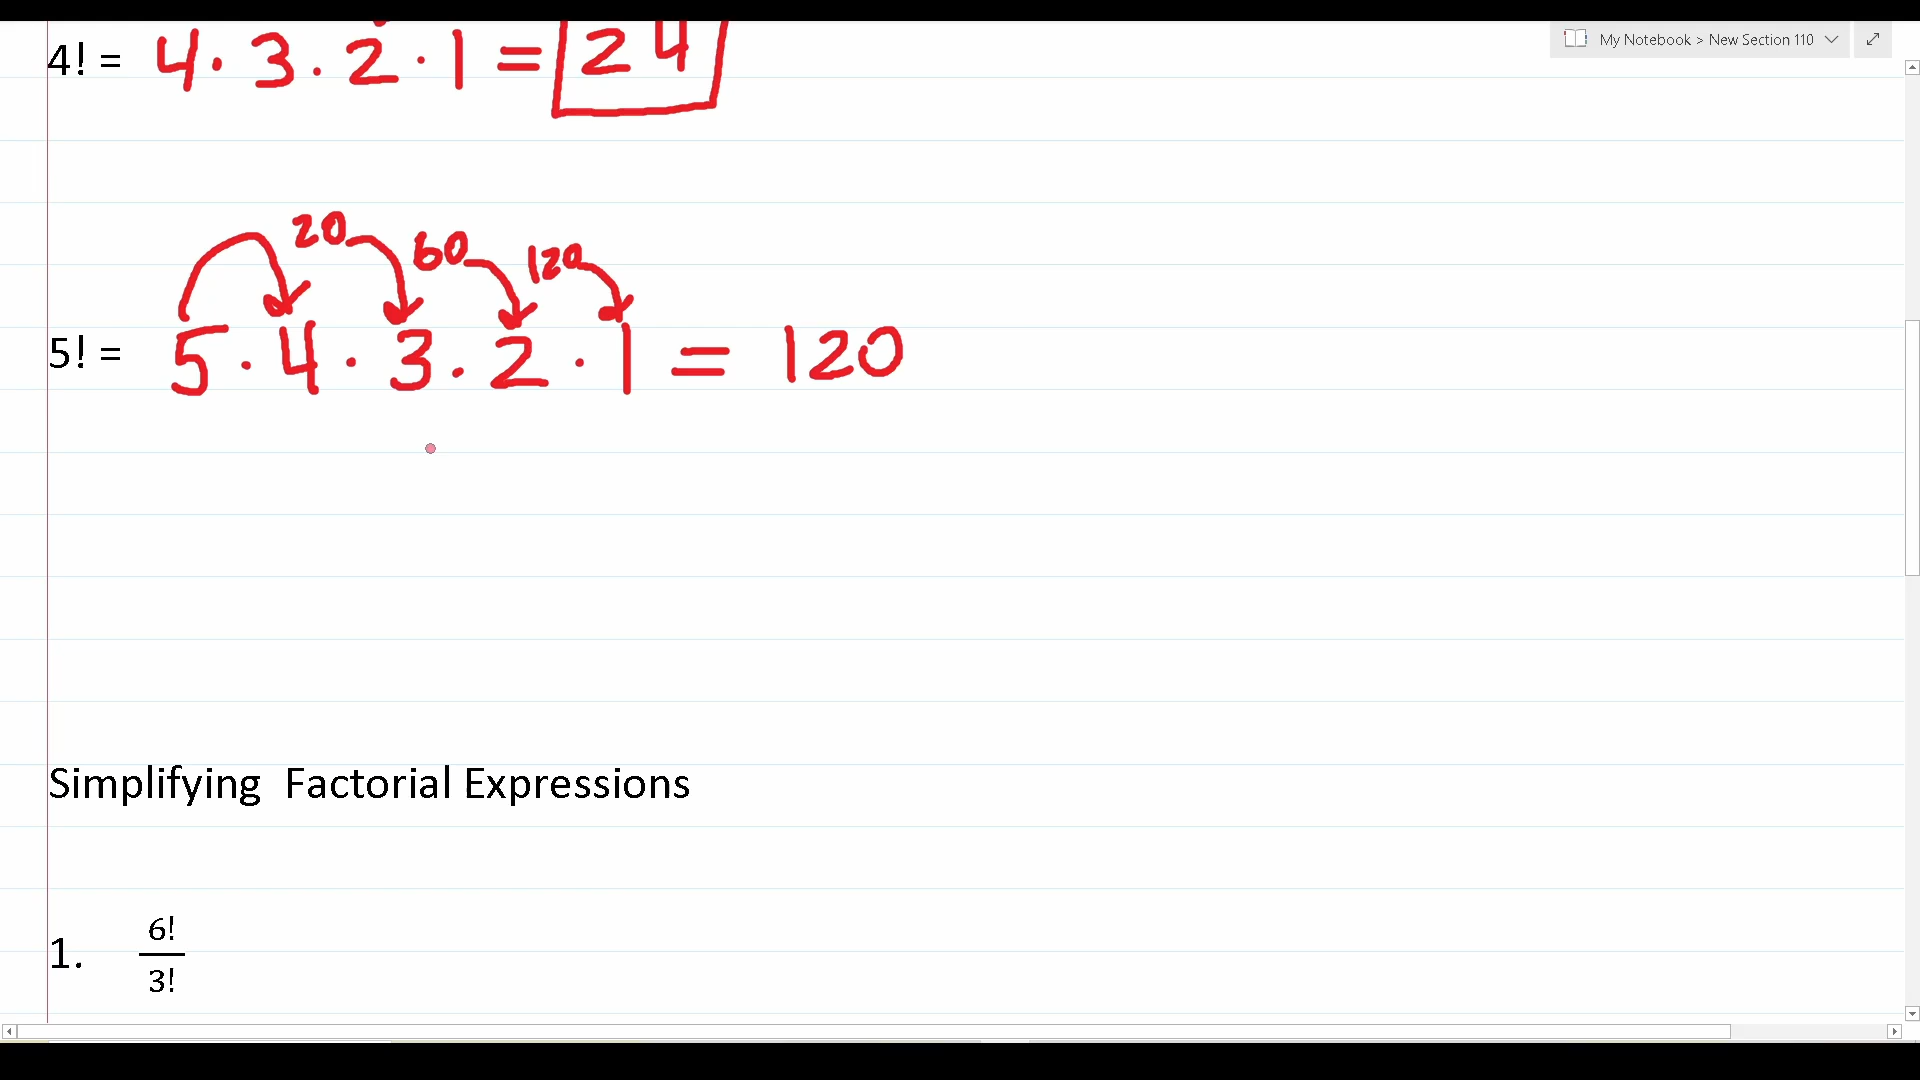 My Notebook > New Section 110
4! = 4 · 3 · 2 · 1 = 24
20 60 120
5! = 5 · 4 · 3 · 2 · 1 = 120
Simplifying Factorial Expressions
1. 6!
3!